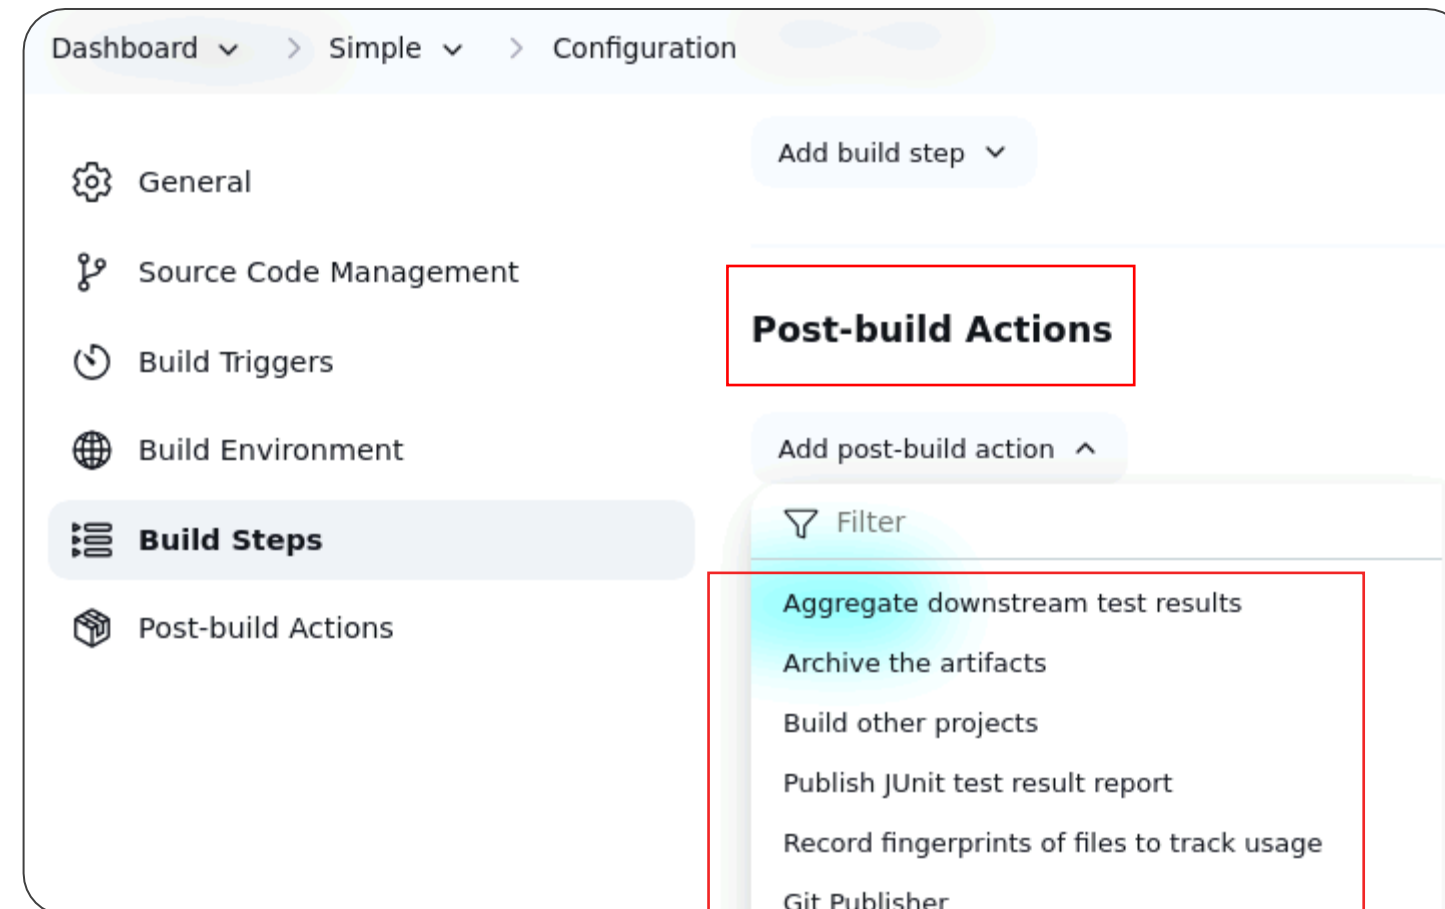 Dashboard > Simple > Configuration
General
Source Code Management
Build Triggers
Build Environment
Build Steps
Post-build Actions
Add build step
Post-build Actions
Add post-build action
Filter
Aggregate downstream test results
Archive the artifacts
Build other projects
Publish JUnit test result report
Record fingerprints of files to track usage
Git Publisher